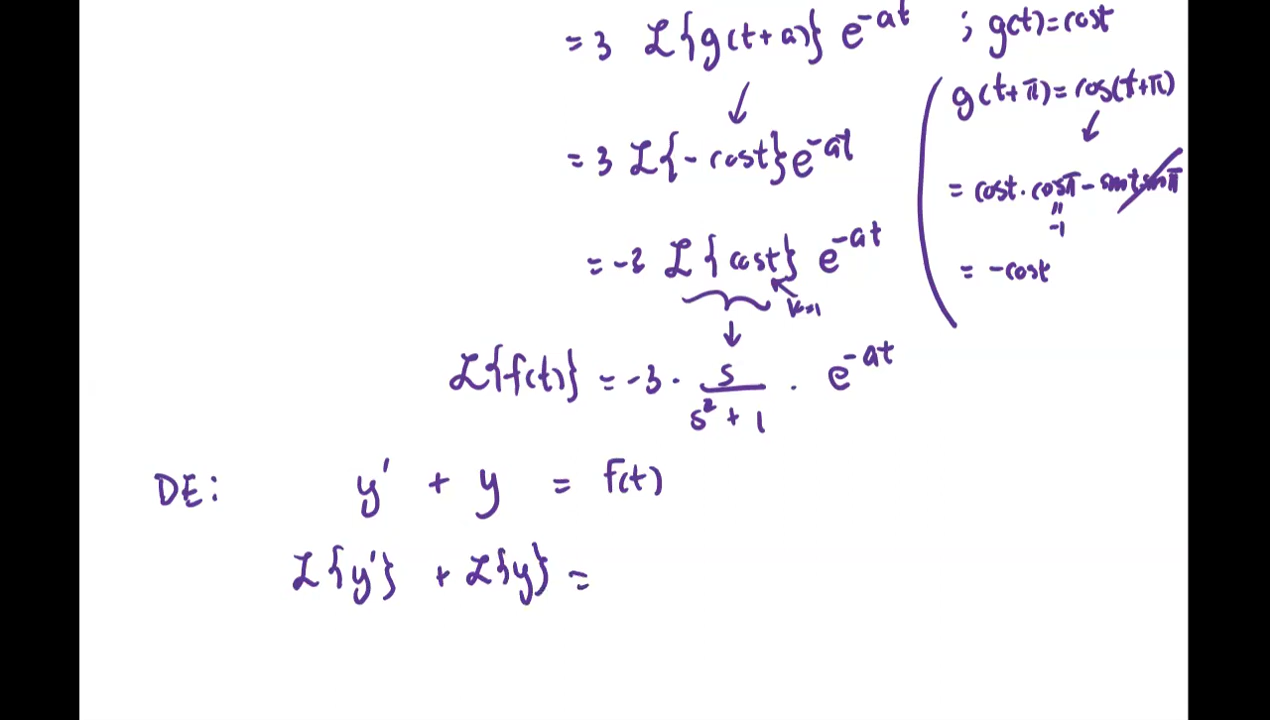 = 3 ℒ{g(t+a)} e^{-at} ; g(t)=cost
g(t+π)= cos(t+π)
= 3 ℒ{- cost}e^{-at}
= cost. cosπ - sint.sinπ
"
-1
= -3 ℒ{cost} e^{-at}
= -cost
k=1
ℒ{f(t)} = -3 · s/(s²+1) · e^{-at}
DE: y' + y = f(t)
ℒ{y'} + ℒ{y} =